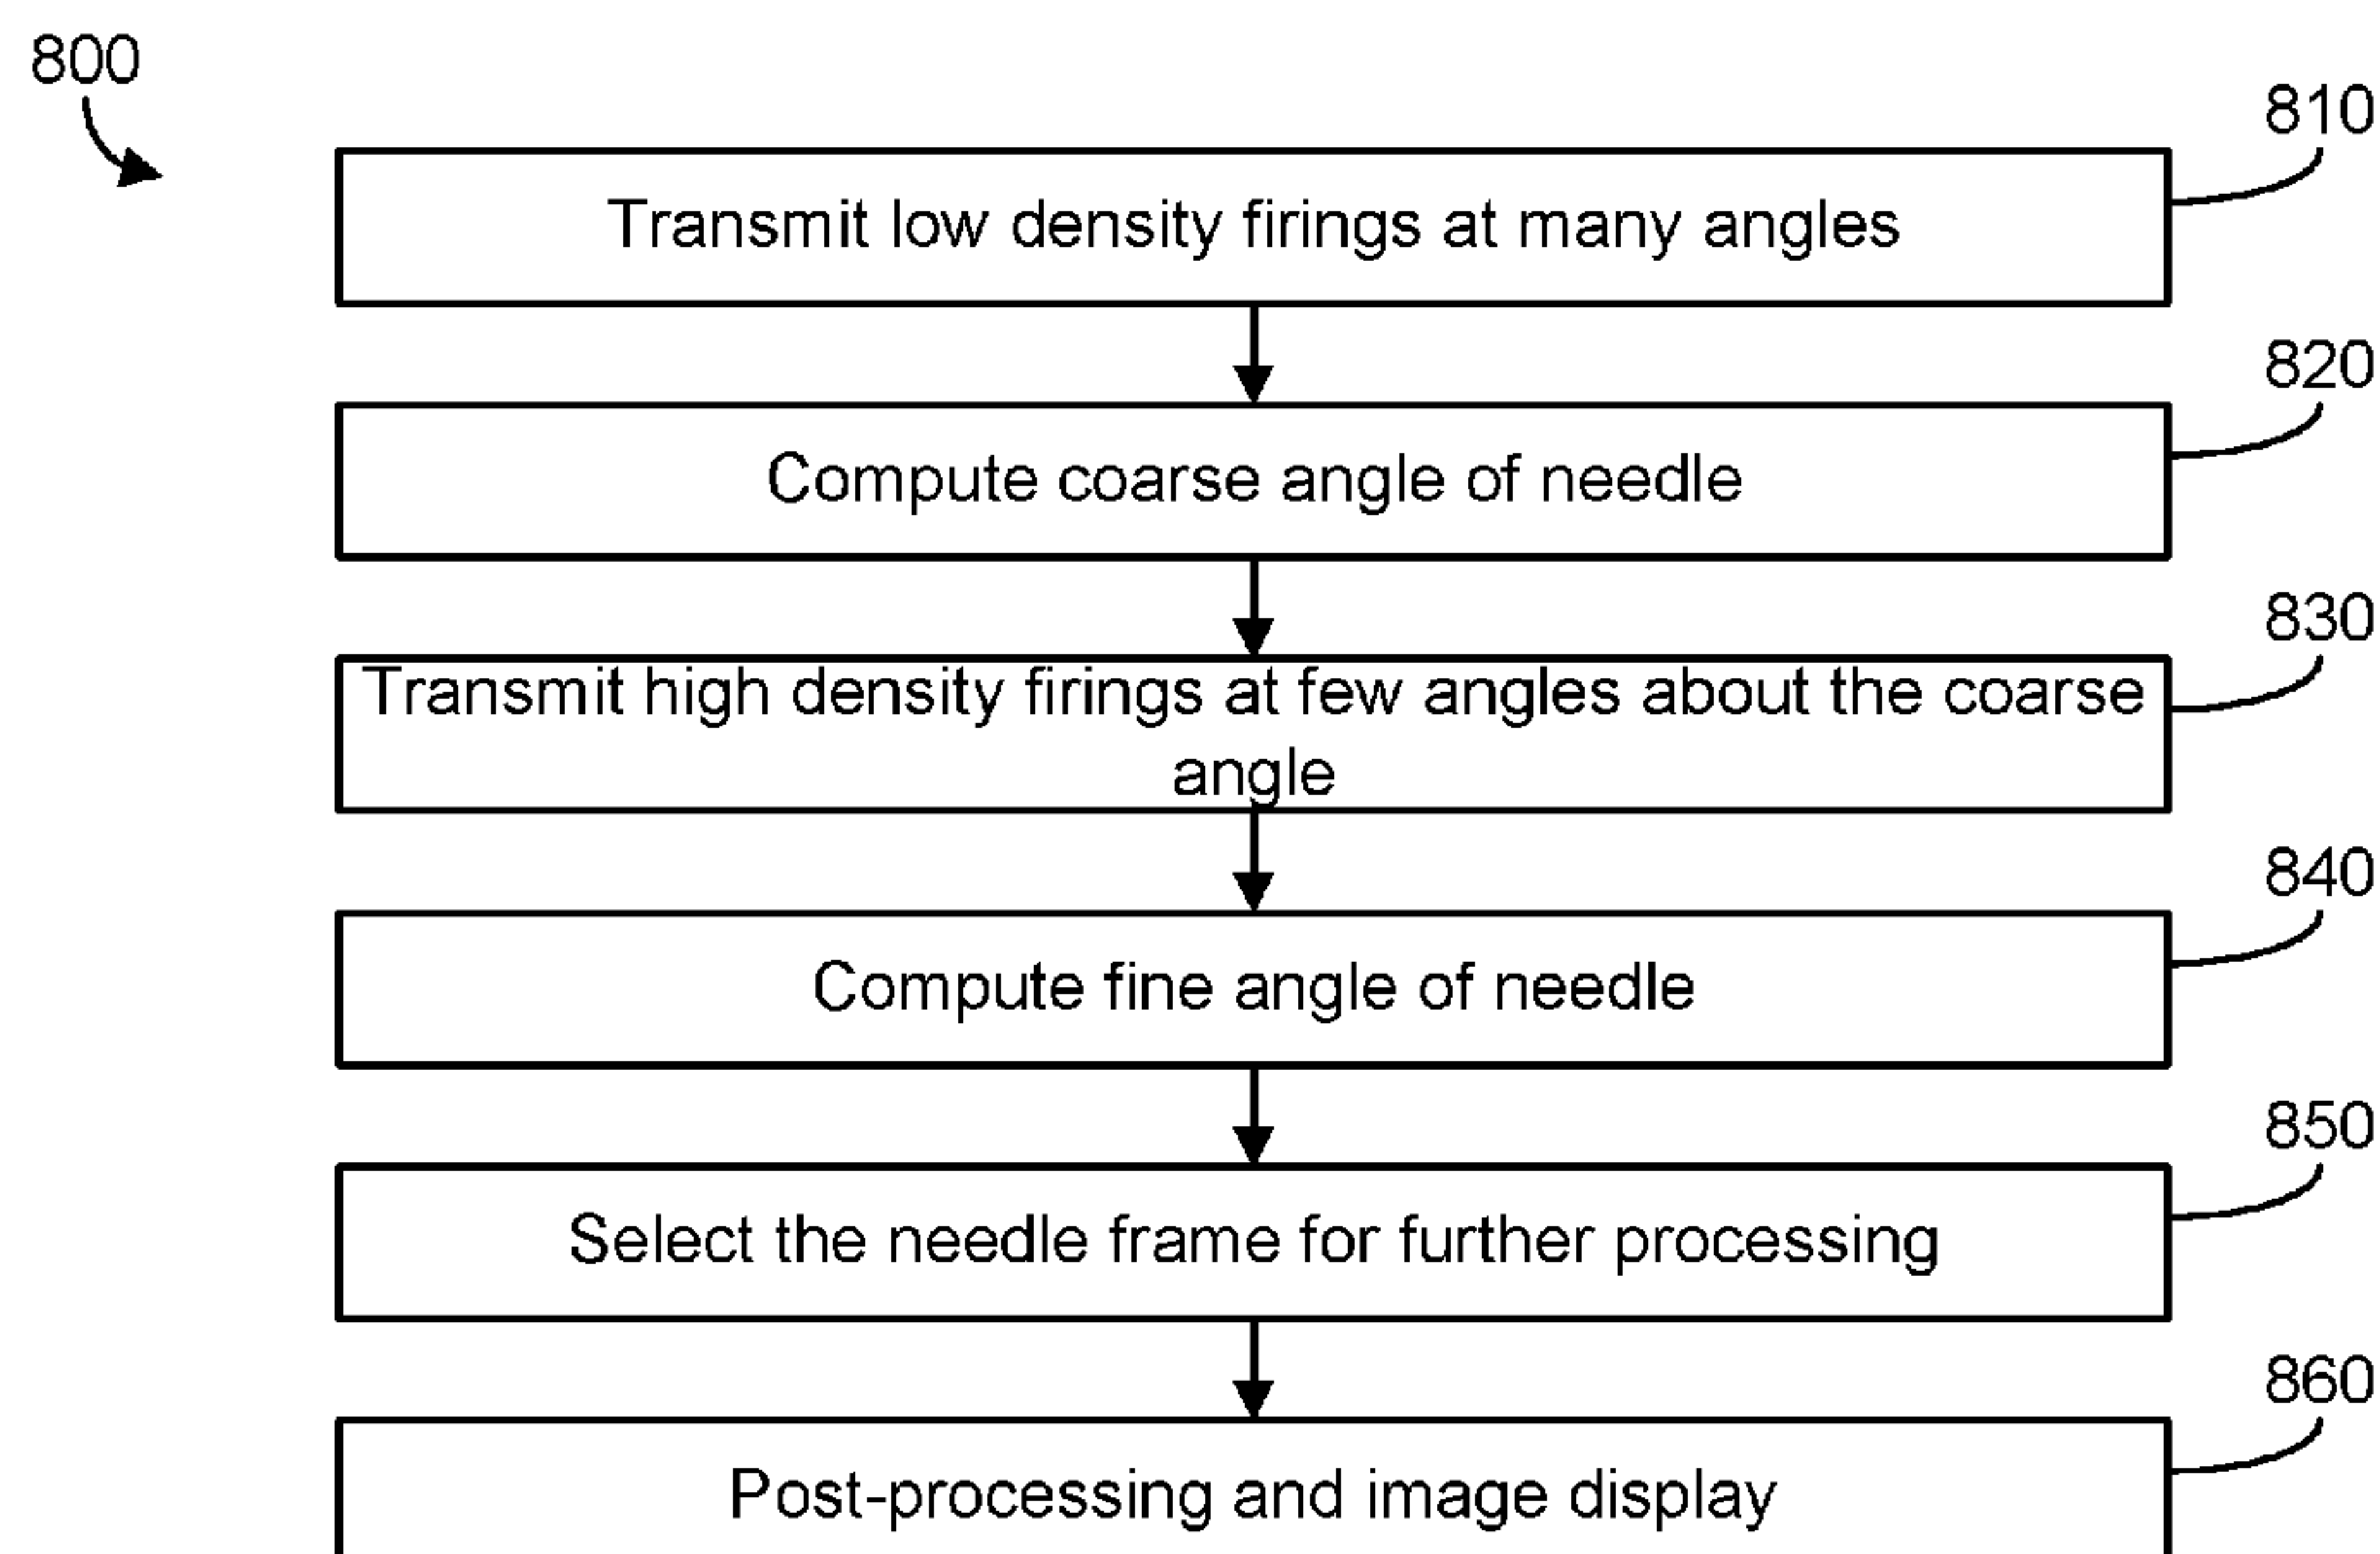 800
810
Transmit low density firings at many angles
820
Compute coarse angle of needle
830
Transmit high density firings at few angles about the coarse
angle
840
Compute fine angle of needle
850
Select the needle frame for further processing
860
Post-processing and image display